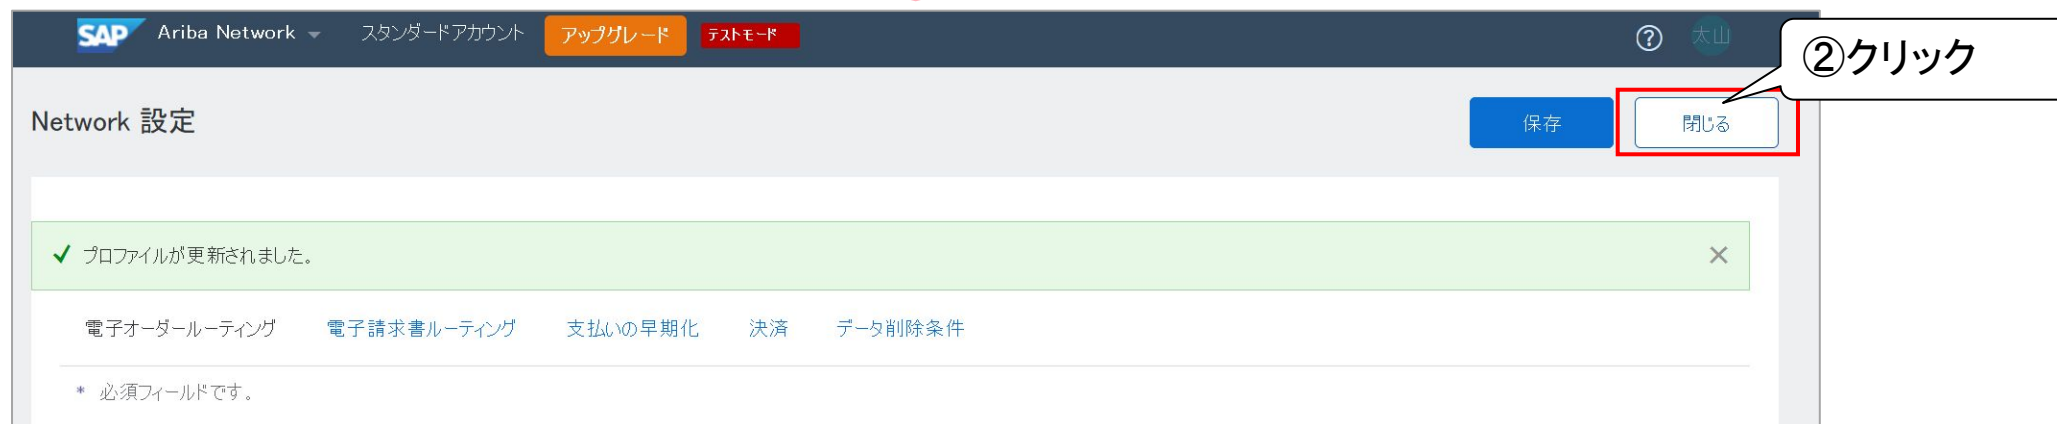 SAP Ariba Network スタンダードアカウント アップグレード テストモード ? 太山
②クリック
Network 設定 保存 閉じる
✓ プロファイルが更新されました。 ×
電子オーダールーティング 電子請求書ルーティング 支払いの早期化 決済 データ削除条件
* 必須フィールドです。